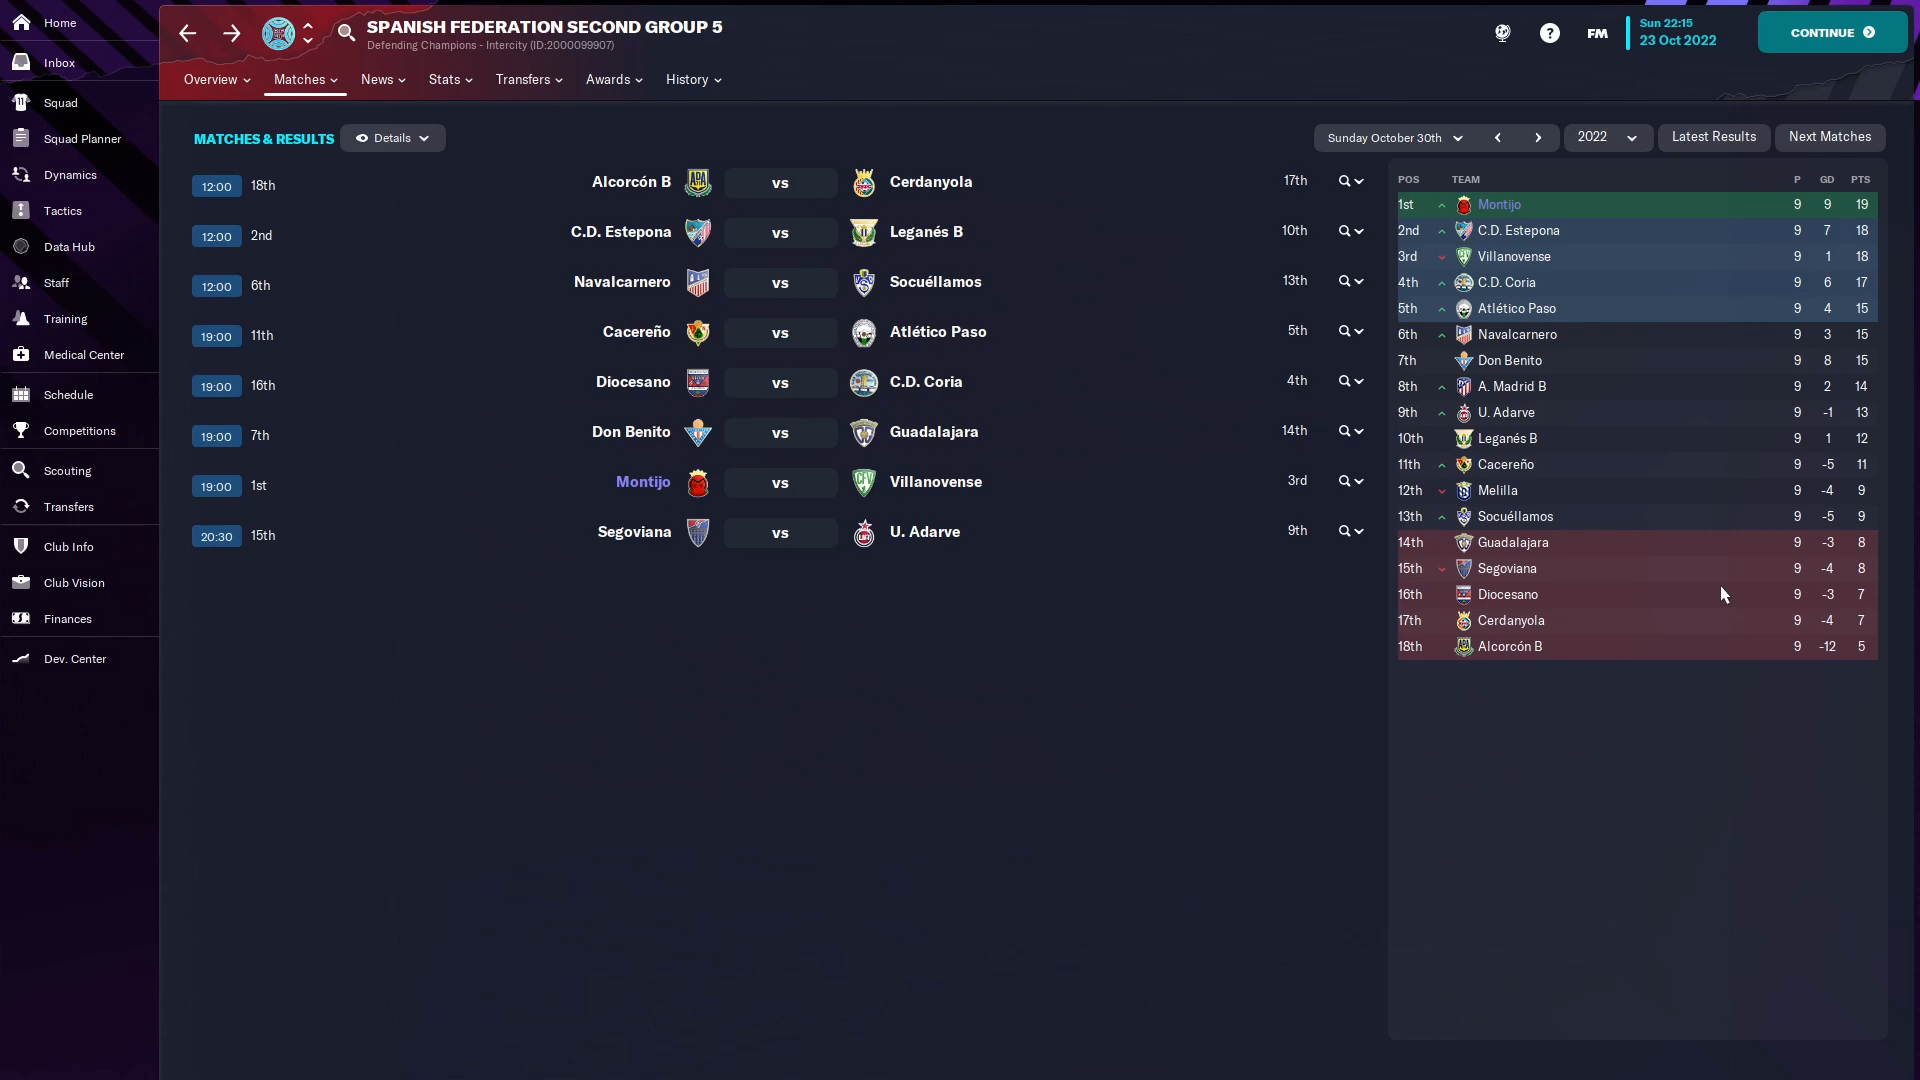 Home
Inbox
Squad
Squad Planner
Dynamics
Tactics
Data Hub
Staff
Training
Medical Center
Schedule
Competitions
Scouting
Transfers
Club Info
Club Vision
Finances
Dev. Center
SPANISH FEDERATION SECOND GROUP 5
Defending Champions - Intercity (ID:2000099907)
FM
Sun 22:15
23 Oct 2022
CONTINUE
Overview Matches News Stats Transfers Awards History
MATCHES & RESULTS Details
Sunday October 30th 2022 Latest Results Next Matches
12:00 18th Alcorcón B vs Cerdanyola 17th
12:00 2nd C.D. Estepona vs Leganés B 10th
12:00 6th Navalcarnero vs Socuéllamos 13th
19:00 11th Cacereño vs Atlético Paso 5th
19:00 16th Diocesano vs C.D. Coria 4th
19:00 7th Don Benito vs Guadalajara 14th
19:00 1st Montijo vs Villanovense 3rd
20:30 15th Segoviana vs U. Adarve 9th
POS TEAM P GD PTS
1st Montijo 9 9 19
2nd C.D. Estepona 9 7 18
3rd Villanovense 9 1 18
4th C.D. Coria 9 6 17
5th Atlético Paso 9 4 15
6th Navalcarnero 9 3 15
7th Don Benito 9 8 15
8th A. Madrid B 9 2 14
9th U. Adarve 9 -1 13
10th Leganés B 9 1 12
11th Cacereño 9 -5 11
12th Melilla 9 -4 9
13th Socuéllamos 9 -5 9
14th Guadalajara 9 -3 8
15th Segoviana 9 -4 8
16th Diocesano 9 -3 7
17th Cerdanyola 9 -4 7
18th Alcorcón B 9 -12 5